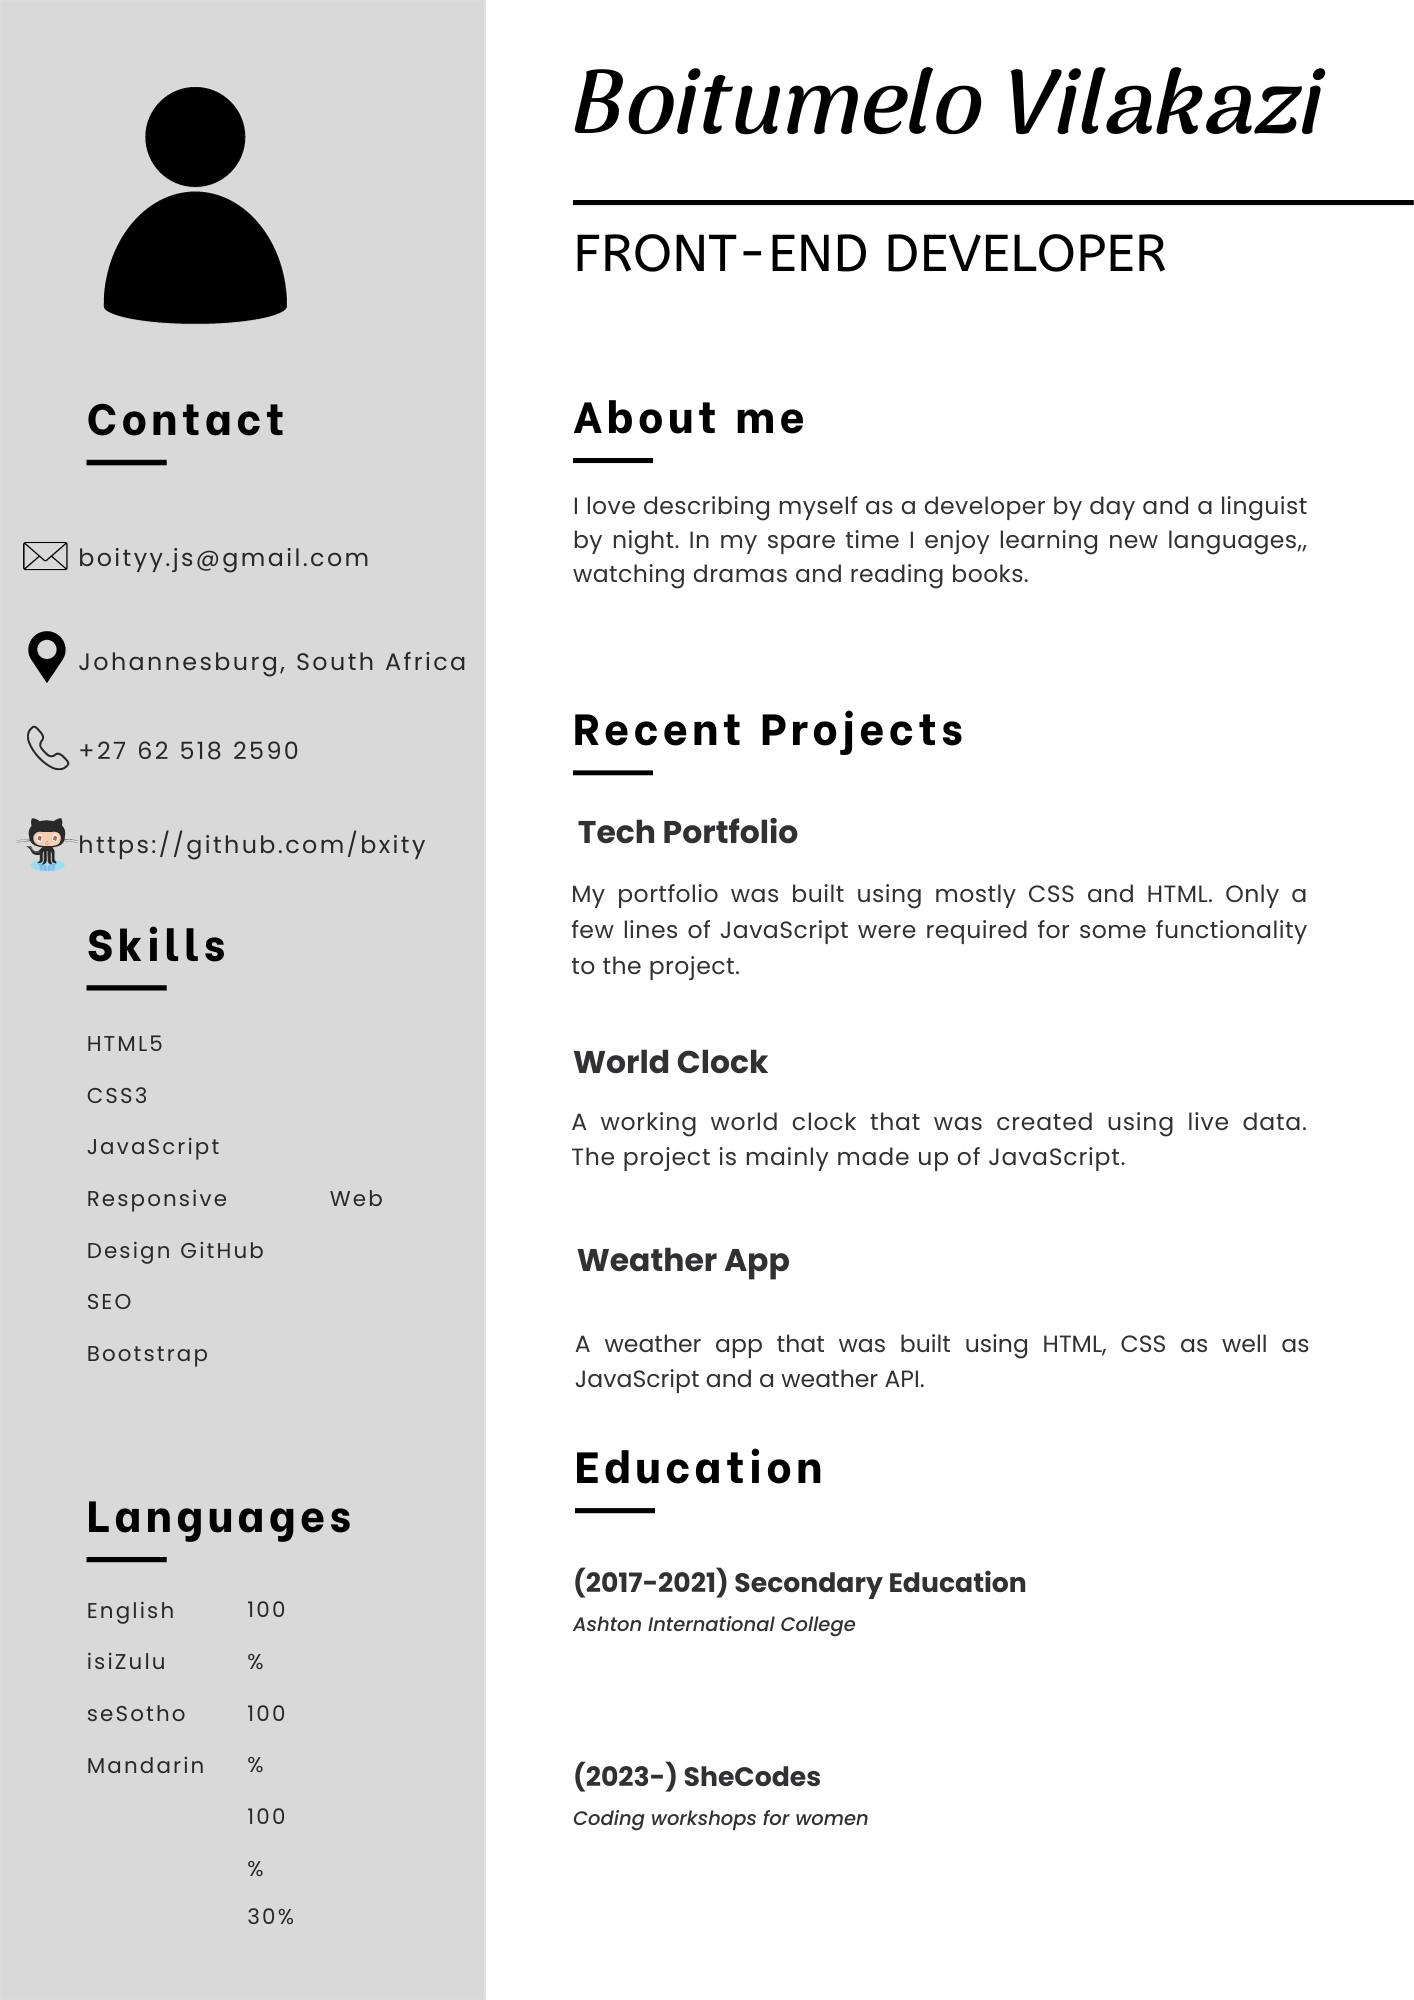 Boitumelo Vilakazi
FRONT-END DEVELOPER
Contact
boityy.js@gmail.com
Johannesburg, South Africa
+27 62 518 2590
https://github.com/bxity
Skills
HTML5
CSS3
JavaScript
Responsive Web
Design GitHub
SEO
Bootstrap
Languages
English 100
isiZulu %
seSotho 100
Mandarin %
100
%
30%
About me
I love describing myself as a developer by day and a linguist
by night. In my spare time I enjoy learning new languages,,
watching dramas and reading books.
Recent Projects
Tech Portfolio
My portfolio was built using mostly CSS and HTML. Only a
few lines of JavaScript were required for some functionality
to the project.
World Clock
A working world clock that was created using live data.
The project is mainly made up of JavaScript.
Weather App
A weather app that was built using HTML, CSS as well as
JavaScript and a weather API.
Education
(2017-2021) Secondary Education
Ashton International College
(2023-) SheCodes
Coding workshops for women